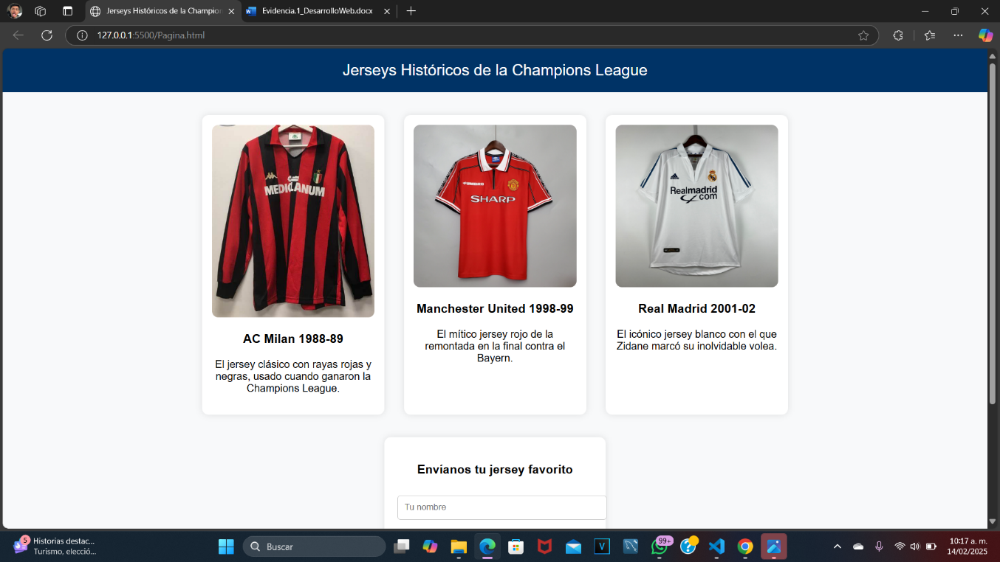 Jerseys Históricos de la Champion
Evidencia.1_DesarrolloWeb.docx
127.0.0.1:5500/Pagina.html
Jerseys Históricos de la Champions League
Kappa
MEDIOLANUM
UMBRO
SHARP
Realmadrid
.com
AC Milan 1988-89
El jersey clásico con rayas rojas y
negras, usado cuando ganaron la
Champions League.
Manchester United 1998-99
El mítico jersey rojo de la
remontada en la final contra el
Bayern.
Real Madrid 2001-02
El icónico jersey blanco con el que
Zidane marcó su inolvidable volea.
Envíanos tu jersey favorito
Tu nombre
5
Historias destac...
Turismo, elecció...
Buscar
99+
10:17 a. m.
14/02/2025